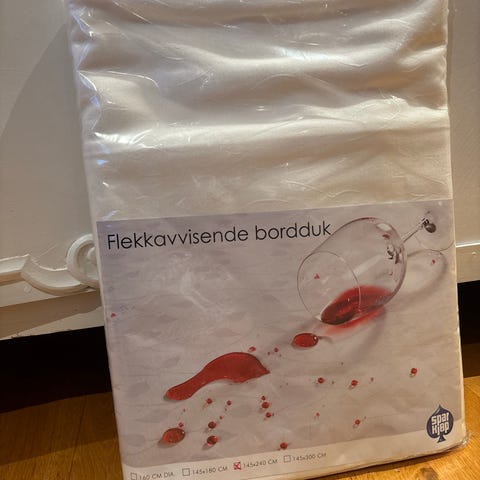 Flekkavvisende bordduk
160 CM DIA. 145x180 CM 145x240 CM 145x300 CM
Spar
Kjøp